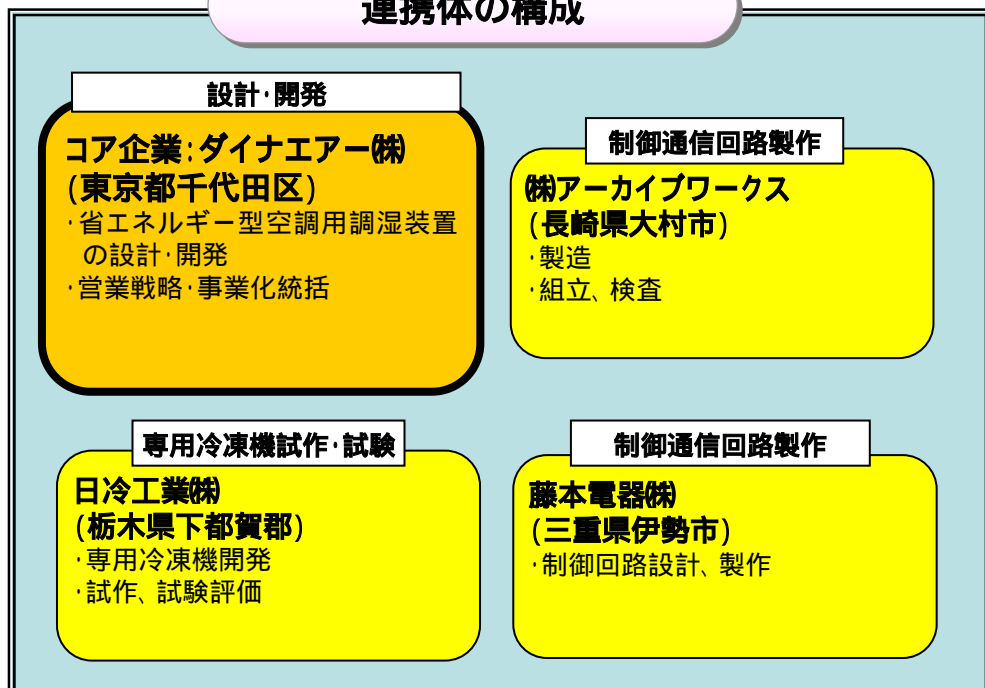 連携体の構成
設計･開発
コア企業:ダイナエアー㈱
(東京都千代田区)
･省エネルギー型空調用調湿装置
の設計･開発
･営業戦略･事業化統括
制御通信回路製作
㈱アーカイブワークス
(長崎県大村市)
･製造
･組立、検査
専用冷凍機試作･試験
日冷工業㈱
(栃木県下都賀郡)
･専用冷凍機開発
･試作、試験評価
制御通信回路製作
藤本電器㈱
(三重県伊勢市)
･制御回路設計、製作